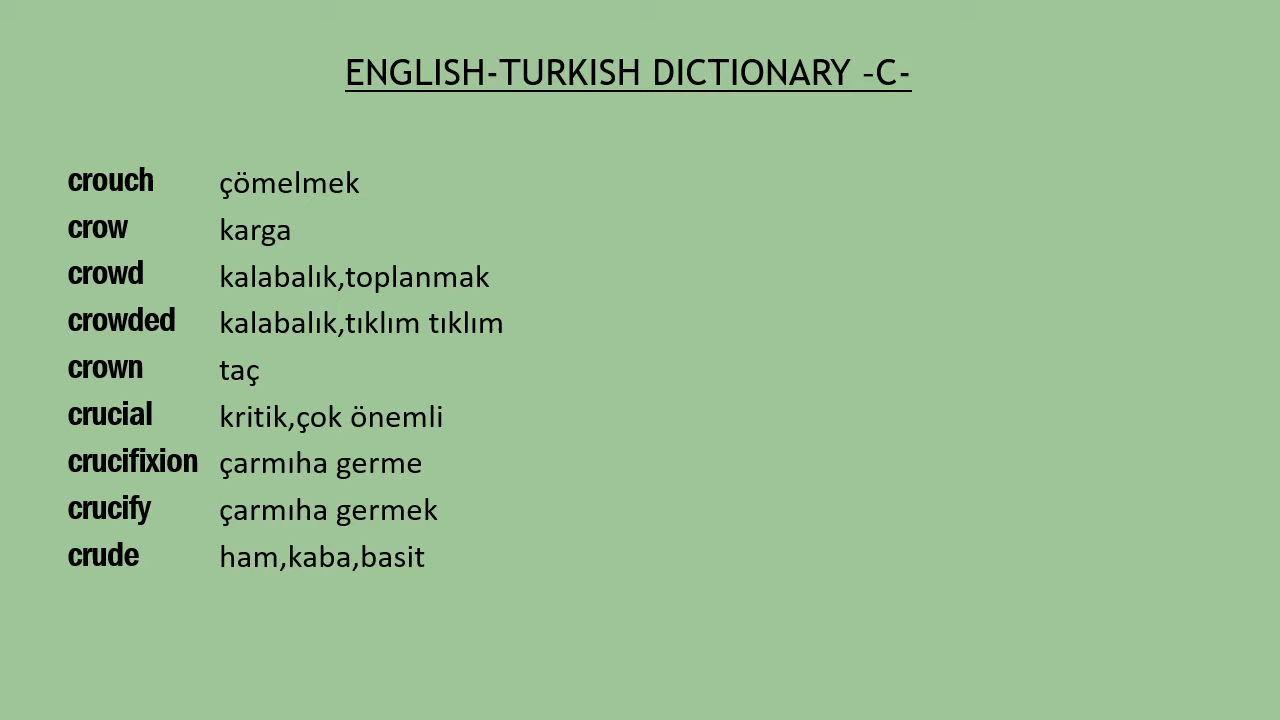 ENGLISH-TURKISH DICTIONARY –C-
crouch çömelmek
crow karga
crowd kalabalık,toplanmak
crowded kalabalık,tıklım tıklım
crown taç
crucial kritik,çok önemli
crucifixion çarmıha germe
crucify çarmıha germek
crude ham,kaba,basit